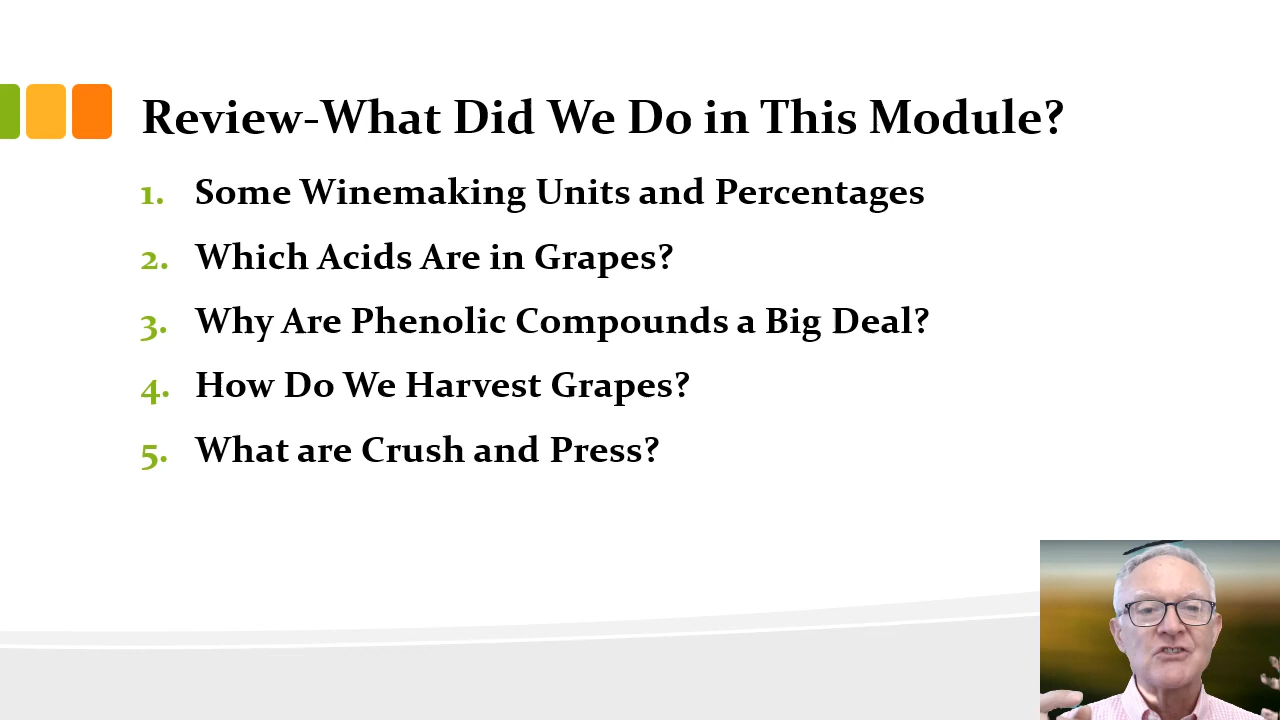 Review-What Did We Do in This Module?
1. Some Winemaking Units and Percentages
2. Which Acids Are in Grapes?
3. Why Are Phenolic Compounds a Big Deal?
4. How Do We Harvest Grapes?
5. What are Crush and Press?